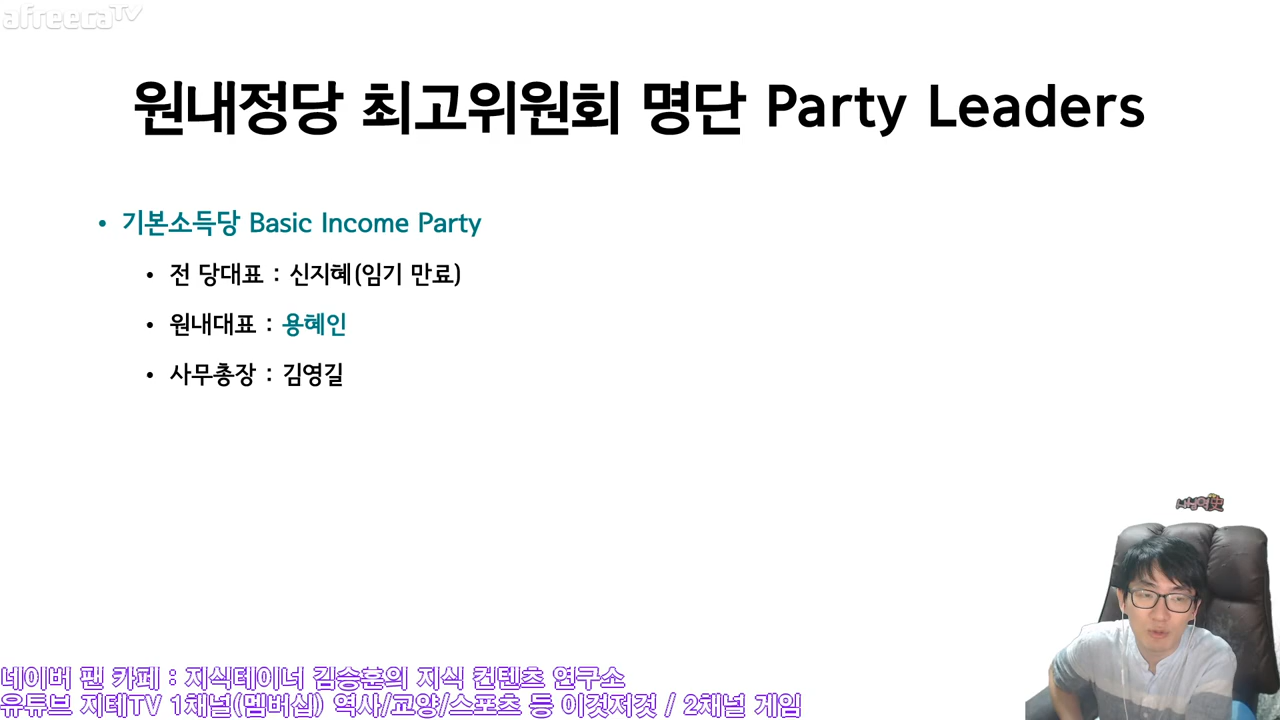 afreecaTV
원내정당 최고위원회 명단 Party Leaders
• 기본소득당 Basic Income Party
• 전 당대표 : 신지혜(임기 만료)
• 원내대표 : 용혜인
• 사무총장 : 김영길
네이버 팬 카페 : 지식테이너 김승훈의 지식 컨텐츠 연구소
유튜브 지테TV 1채널(멤버십) 역사/교양/스포츠 등 이것저것 / 2채널 게임